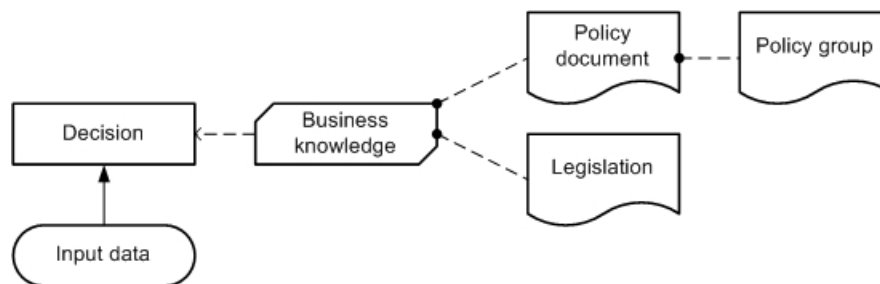 Policy
document
Policy group
Decision
Business
knowledge
Legislation
Input data